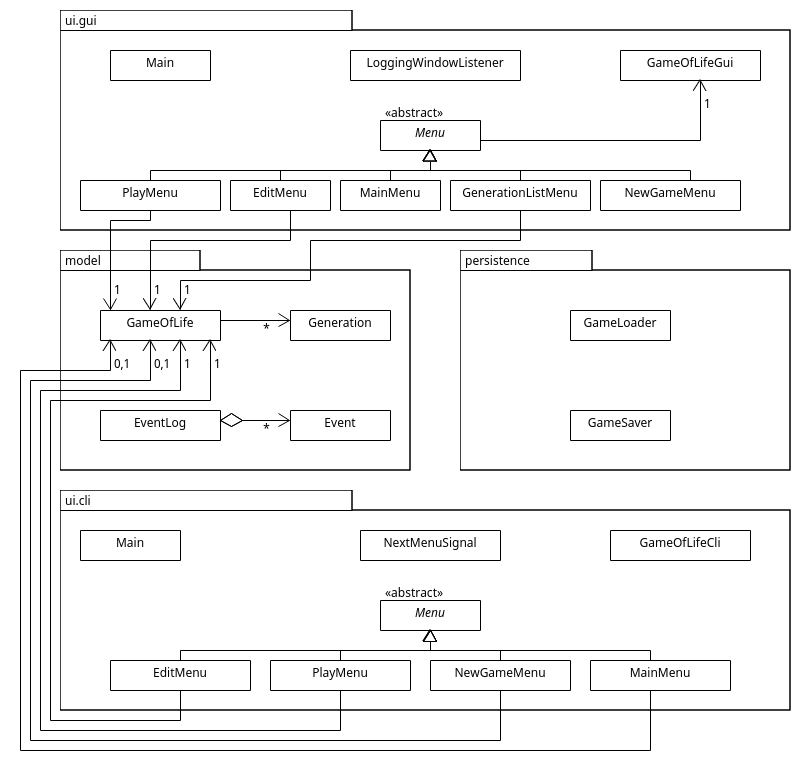 ui.gui
Main
LoggingWindowListener
GameOfLifeGui
1
«abstract»
Menu
PlayMenu
EditMenu
MainMenu
GenerationListMenu
NewGameMenu
model
persistence
1
1
1
GameOfLife
*
Generation
GameLoader
0,1
0,1
1
1
EventLog
*
Event
GameSaver
ui.cli
Main
NextMenuSignal
GameOfLifeCli
«abstract»
Menu
EditMenu
PlayMenu
NewGameMenu
MainMenu